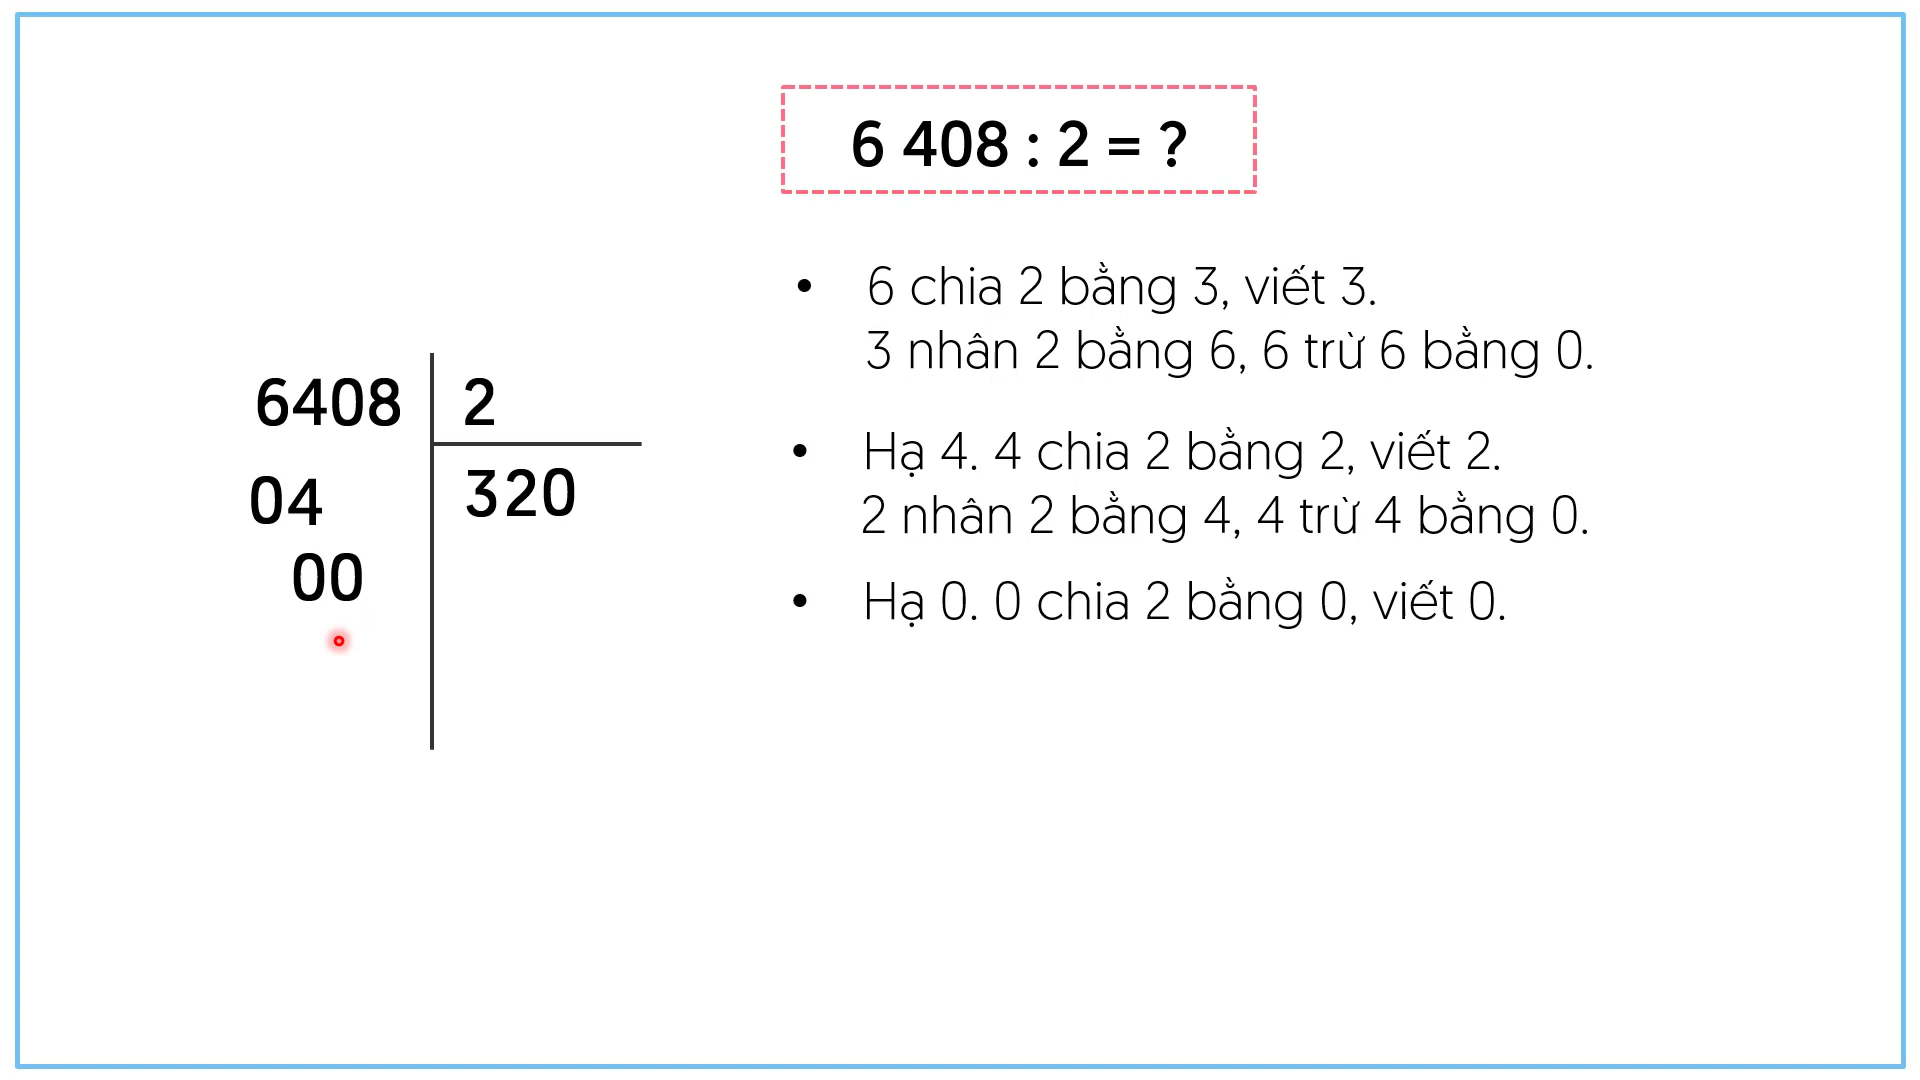 6 408 : 2 = ?
6408 2
04 320
00
• 6 chia 2 bằng 3, viết 3.
3 nhân 2 bằng 6, 6 trừ 6 bằng 0.
• Hạ 4. 4 chia 2 bằng 2, viết 2.
2 nhân 2 bằng 4, 4 trừ 4 bằng 0.
• Hạ 0. 0 chia 2 bằng 0, viết 0.